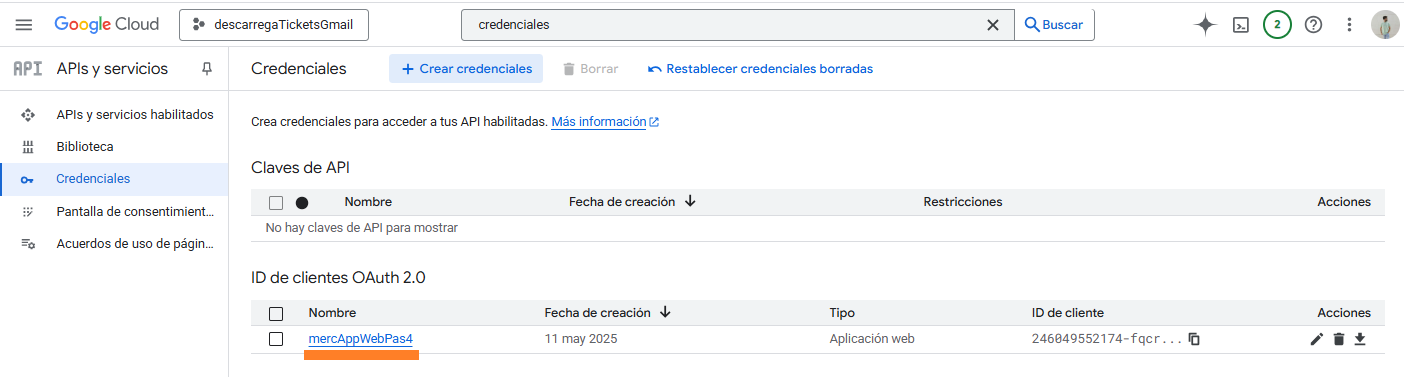 Google Cloud
descarregaTicketsGmail
credenciales
Buscar
2
API
APIs y servicios
Credenciales
Crear credenciales
Borrar
Restablecer credenciales borradas
APIs y servicios habilitados
Biblioteca
Credenciales
Pantalla de consentimient...
Acuerdos de uso de págin...
Crea credenciales para acceder a tus API habilitadas. Más información
Claves de API
Nombre Fecha de creación Restricciones Acciones
No hay claves de API para mostrar
ID de clientes OAuth 2.0
Nombre Fecha de creación Tipo ID de cliente Acciones
mercAppWebPas4 11 may 2025 Aplicación web 246049552174-fqcr...